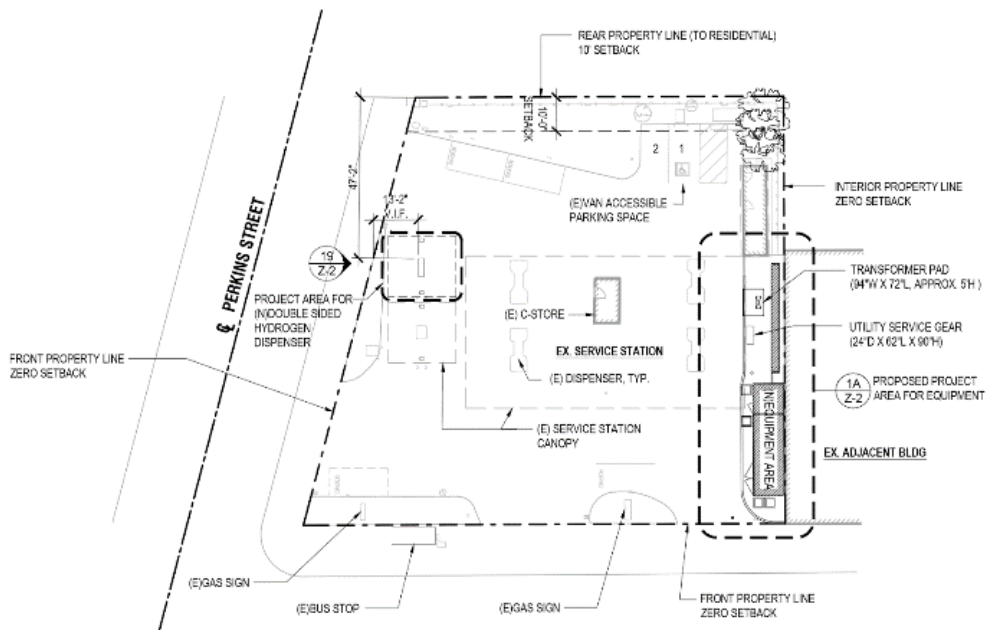 REAR PROPERTY LINE (TO RESIDENTIAL)
10' SETBACK
10'-0"
SETBACK
47'-2"
13'-2"
V.I.F.
2
1
(E)VAN ACCESSIBLE
PARKING SPACE
INTERIOR PROPERTY LINE
ZERO SETBACK
℄ PERKINS STREET
19
Z-2
PROJECT AREA FOR
(N)DOUBLE SIDED
HYDROGEN
DISPENSER
TRANSFORMER PAD
(94"W X 72"L, APPROX. 5'H )
(E) C-STORE
UTILITY SERVICE GEAR
(24"D X 62"L X 90"H)
EX. SERVICE STATION
FRONT PROPERTY LINE
ZERO SETBACK
(E) DISPENSER, TYP.
1A
Z-2
PROPOSED PROJECT
AREA FOR EQUIPMENT
(E) SERVICE STATION
CANOPY
(N)EQUIPMENT AREA
EX. ADJACENT BLDG
(E)GAS SIGN
(E)BUS STOP
(E)GAS SIGN
FRONT PROPERTY LINE
ZERO SETBACK